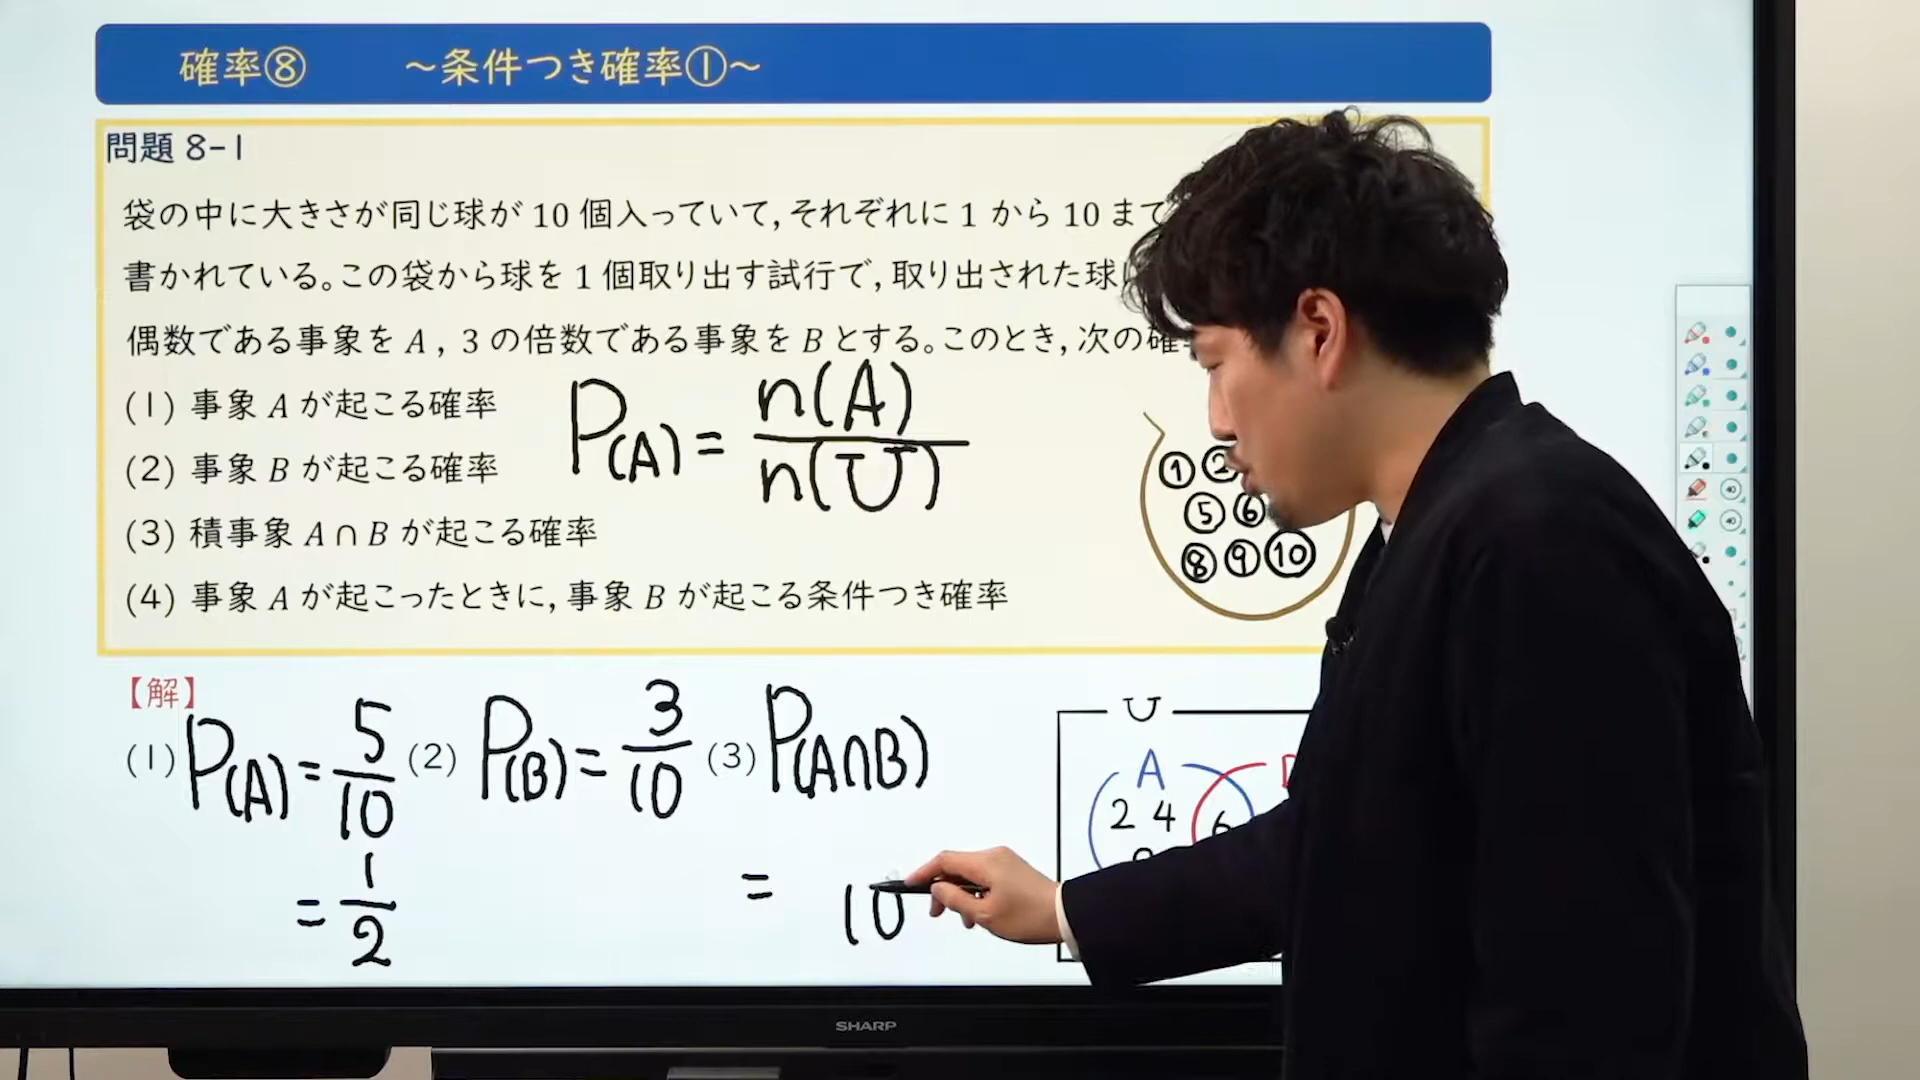 確率⑧ ～条件つき確率①～
問題 8-1
袋の中に大きさが同じ球が 10 個入っていて, それぞれに 1 から 10 まで
書かれている。この袋から球を 1 個取り出す試行で, 取り出された球
偶数である事象を A , 3 の倍数である事象を B とする。このとき, 次の確
(1) 事象 A が起こる確率
(2) 事象 B が起こる確率
(3) 積事象 A ∩ B が起こる確率
(4) 事象 A が起こったときに, 事象 B が起こる条件つき確率
P(A) = n(A)/n(U)
① ②
⑤ ⑥
⑧ ⑨ ⑩
【解】
(1) P(A) = 5/10
= 1/2
(2) P(B) = 3/10
(3) P(A∩B)
= 10
U
A
2 4 6
SHARP